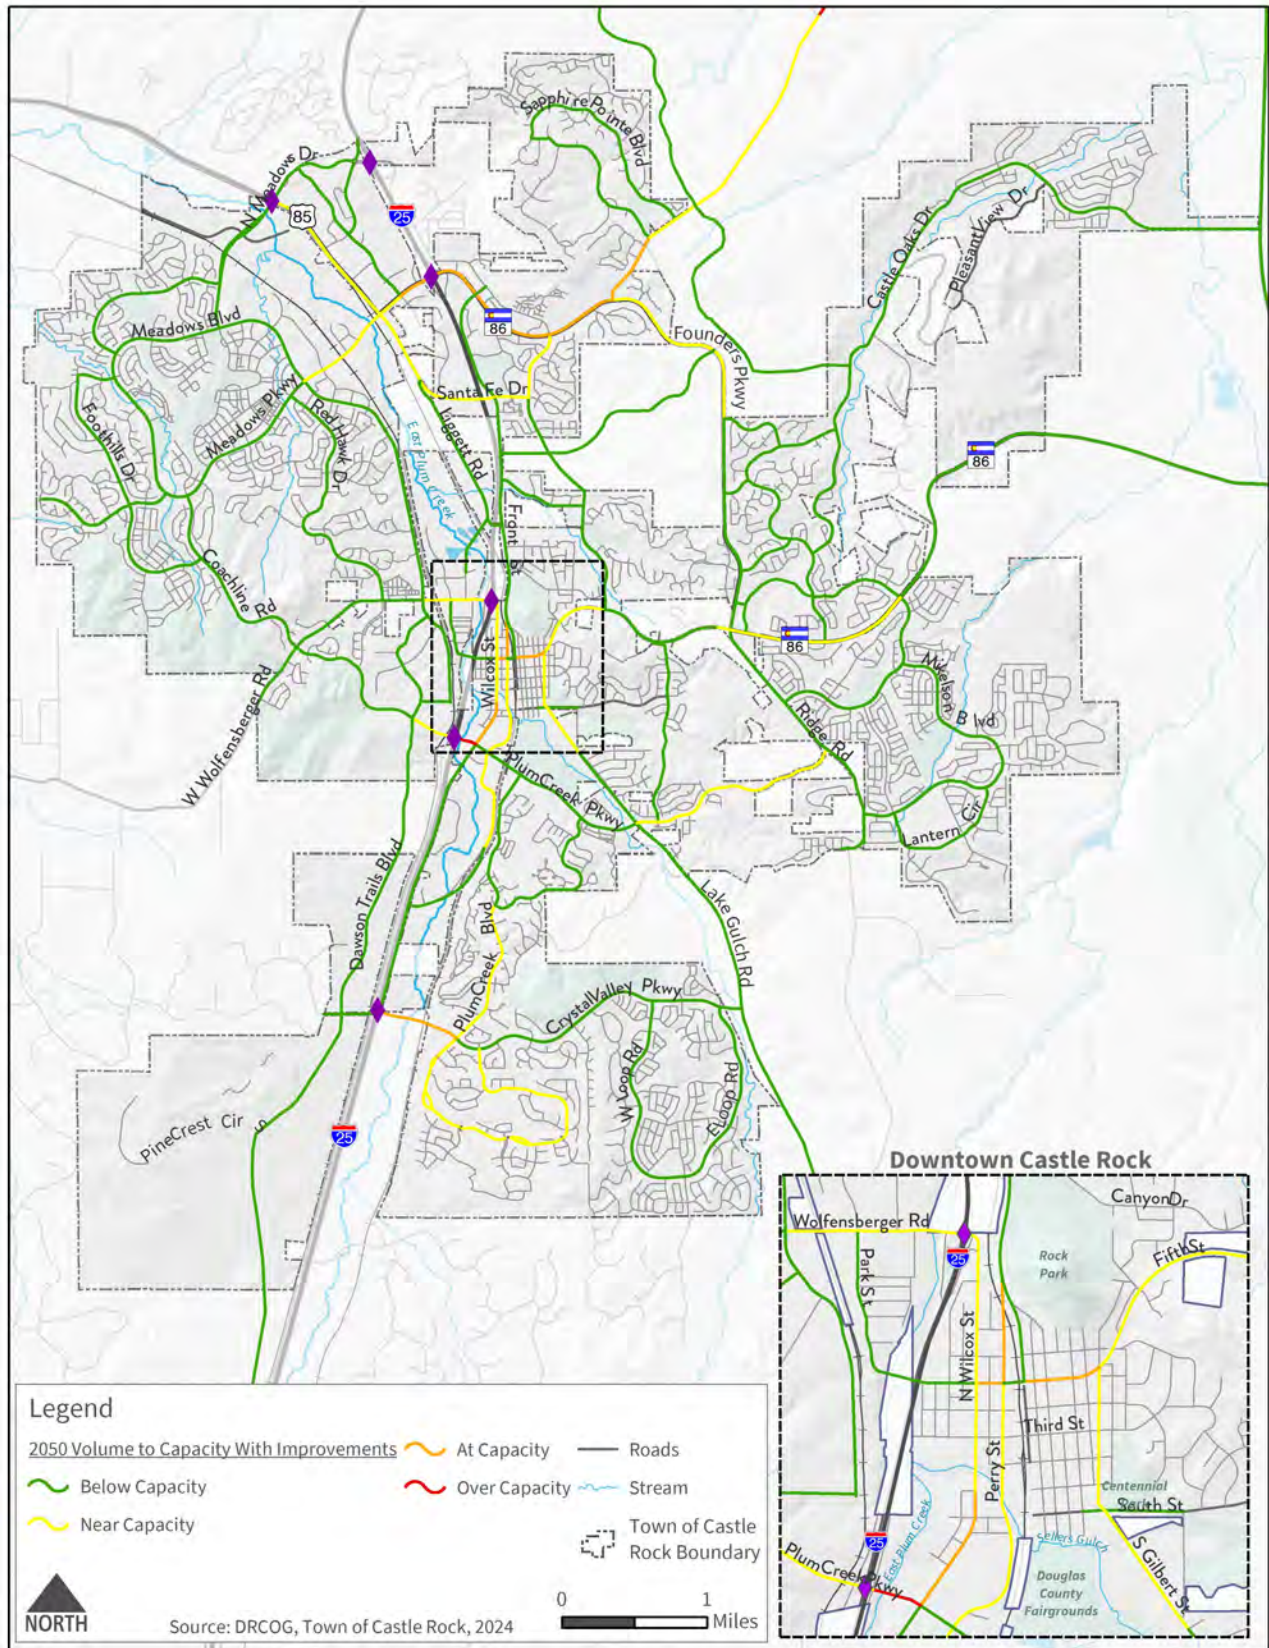 Sapphire Pointe Blvd
N Meadows Dr
85
25
Castle Oaks Dr
Pleasant View Dr
Meadows Blvd
86
Founders Pkwy
Santa Fe Dr
Meadows Pkwy
Foothills Dr
Red Hawk Dr
Jaggett Rd
East Plum Creek
86
Front St
Coachline Rd
86
Wilcox St
Mikelson Blvd
W Wolfensberger Rd
Ridge Rd
Plum Creek Pkwy
Lantern Cir
Dawson Trails Blvd
Lake Gulch Rd
Plum Creek Blvd
Crystal Valley Pkwy
W Loop Rd
E Loop Rd
Pine Crest Cir S
25
Downtown Castle Rock
Canyon Dr
Wolfensberger Rd
Fifth St
25
Rock
Park
Park St
N Wilcox St
Third St
Perry St
Centennial
South St
East Plum Creek
Sellers Gulch
25
S Gilbert St
Plum Creek Pkwy
Douglas
County
Fairgrounds
Legend
2050 Volume to Capacity With Improvements
Below Capacity
Near Capacity
At Capacity
Over Capacity
Roads
Stream
Town of Castle
Rock Boundary
NORTH
Source: DRCOG, Town of Castle Rock, 2024
0 1
Miles